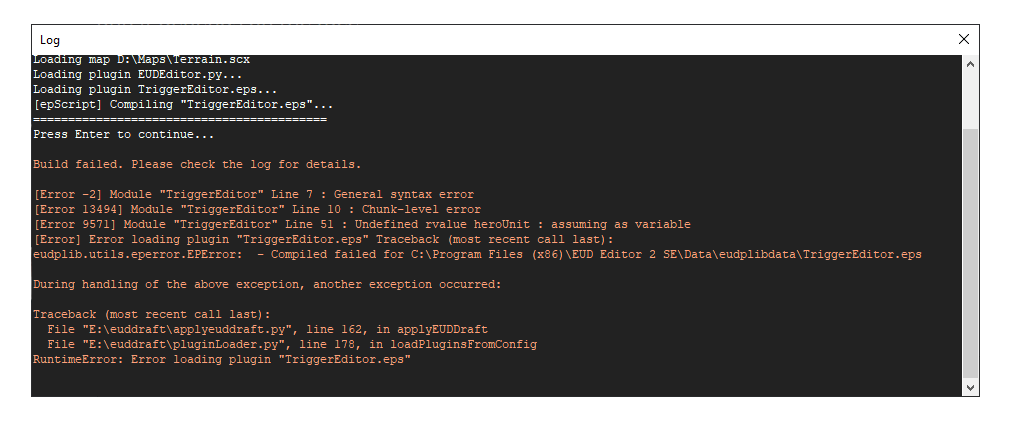 Log
Loading map D:\Maps\Terrain.scx
Loading plugin EUDEditor.py...
Loading plugin TriggerEditor.eps...
[epScript] Compiling "TriggerEditor.eps"...
==========================================
Press Enter to continue...
Build failed. Please check the log for details.
[Error -2] Module "TriggerEditor" Line 7 : General syntax error
[Error 13494] Module "TriggerEditor" Line 10 : Chunk-level error
[Error 9571] Module "TriggerEditor" Line 51 : Undefined rvalue heroUnit : assuming as variable
[Error] Error loading plugin "TriggerEditor.eps" Traceback (most recent call last):
eudplib.utils.eperror.EPError:  - Compiled failed for C:\Program Files (x86)\EUD Editor 2 SE\Data\eudplibdata\TriggerEditor.eps
During handling of the above exception, another exception occurred:
Traceback (most recent call last):
  File "E:\euddraft\applyeuddraft.py", line 162, in applyEUDDraft
  File "E:\euddraft\pluginLoader.py", line 178, in loadPluginsFromConfig
RuntimeError: Error loading plugin "TriggerEditor.eps"